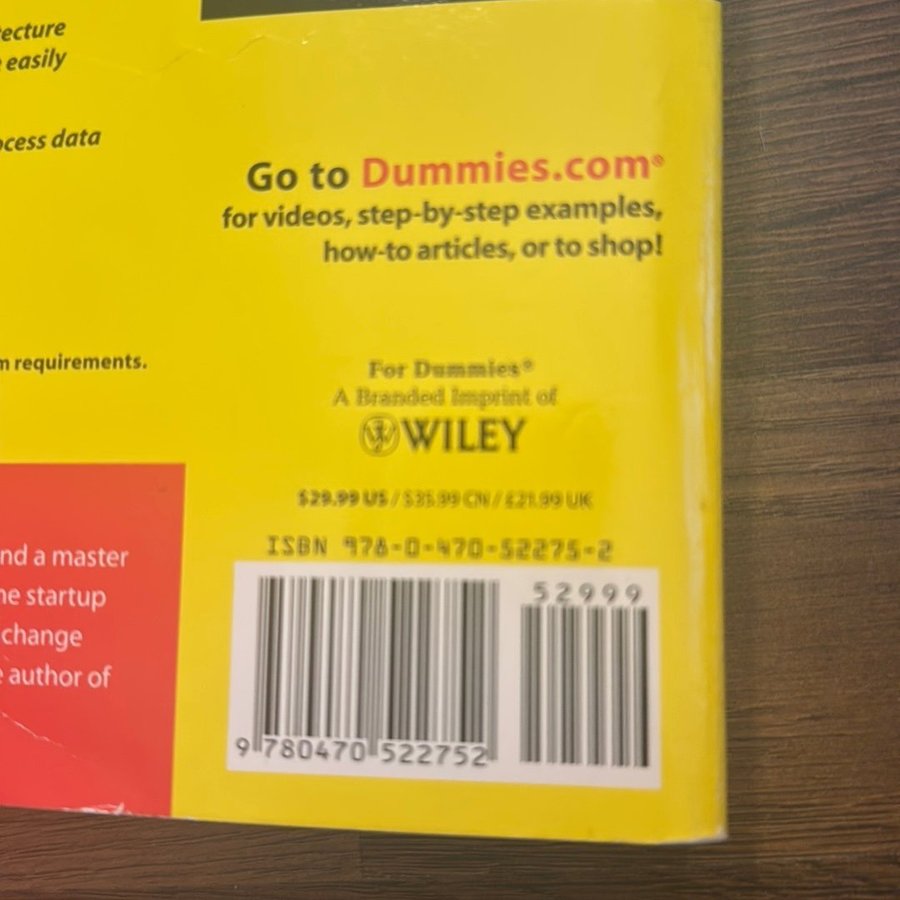 ecture
easily
ocess data
Go to Dummies.com®
for videos, step-by-step examples,
how-to articles, or to shop!
m requirements.
For Dummies®
A Branded Imprint of
WILEY
$29.99 US / $35.99 CN / £21.99 UK
nd a master
he startup
change
author of
ISBN 978-0-470-52275-2
52999
9 780470 522752